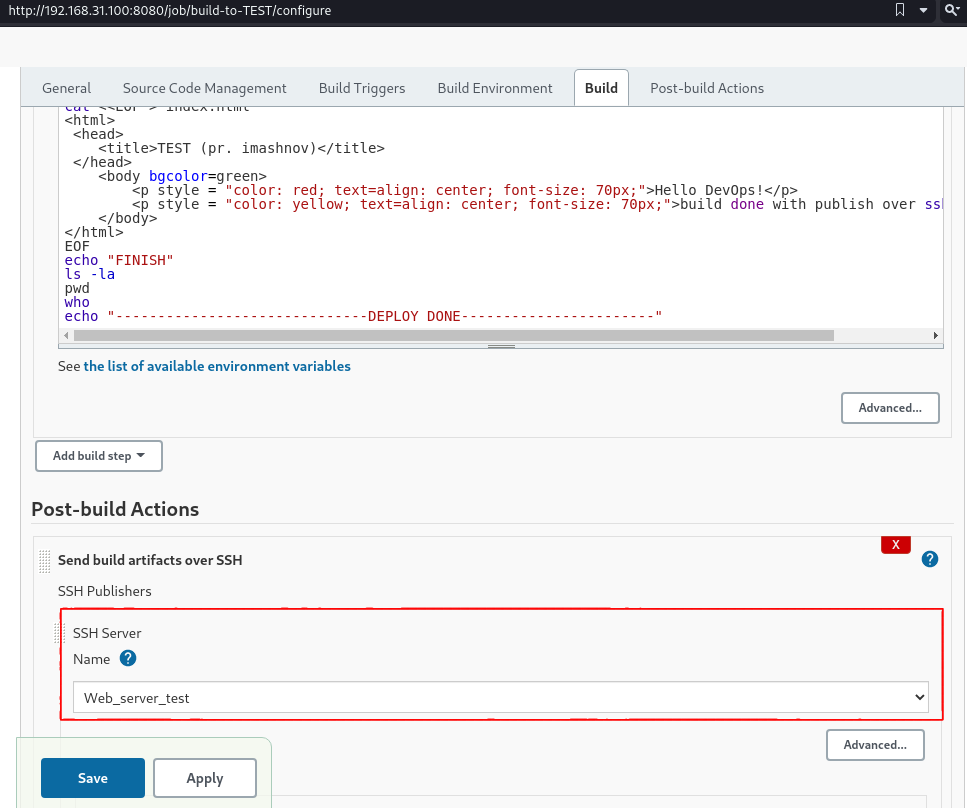 http://192.168.31.100:8080/job/build-to-TEST/configure
General Source Code Management Build Triggers Build Environment Build Post-build Actions
cat <<EOF > index.html
<html>
<head>
<title>TEST (pr. imashnov)</title>
</head>
<body bgcolor=green>
<p style = "color: red; text=align: center; font-size: 70px;">Hello DevOps!</p>
<p style = "color: yellow; text=align: center; font-size: 70px;">build done with publish over ssh
</body>
</html>
EOF
echo "FINISH"
ls -la
pwd
who
echo "------------------------------DEPLOY DONE-----------------------"
See the list of available environment variables
Advanced...
Add build step
Post-build Actions
X
Send build artifacts over SSH
?
SSH Publishers
SSH Server
Name ?
Web_server_test
Advanced...
Save Apply